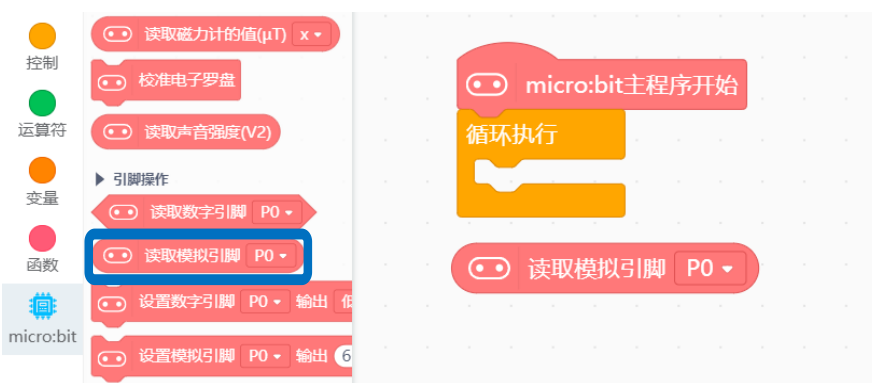 控制
运算符
变量
函数
micro:bit
读取磁力计的值(μT) x
校准电子罗盘
读取声音强度(V2)
引脚操作
读取数字引脚 P0
读取模拟引脚 P0
设置数字引脚 P0 输出
设置模拟引脚 P0 输出 6
micro:bit主程序开始
循环执行
读取模拟引脚 P0